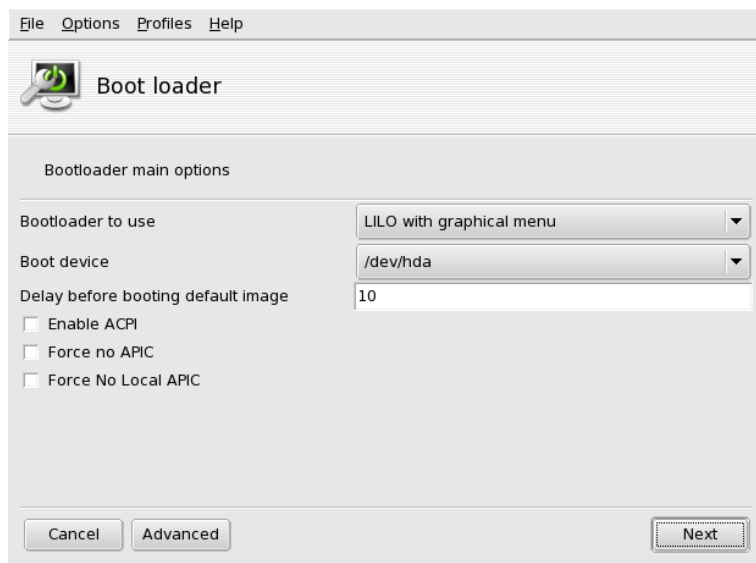 File Options Profiles Help
Boot loader
Bootloader main options
Bootloader to use LILO with graphical menu
Boot device /dev/hda
Delay before booting default image 10
Enable ACPI
Force no APIC
Force No Local APIC
Cancel Advanced Next